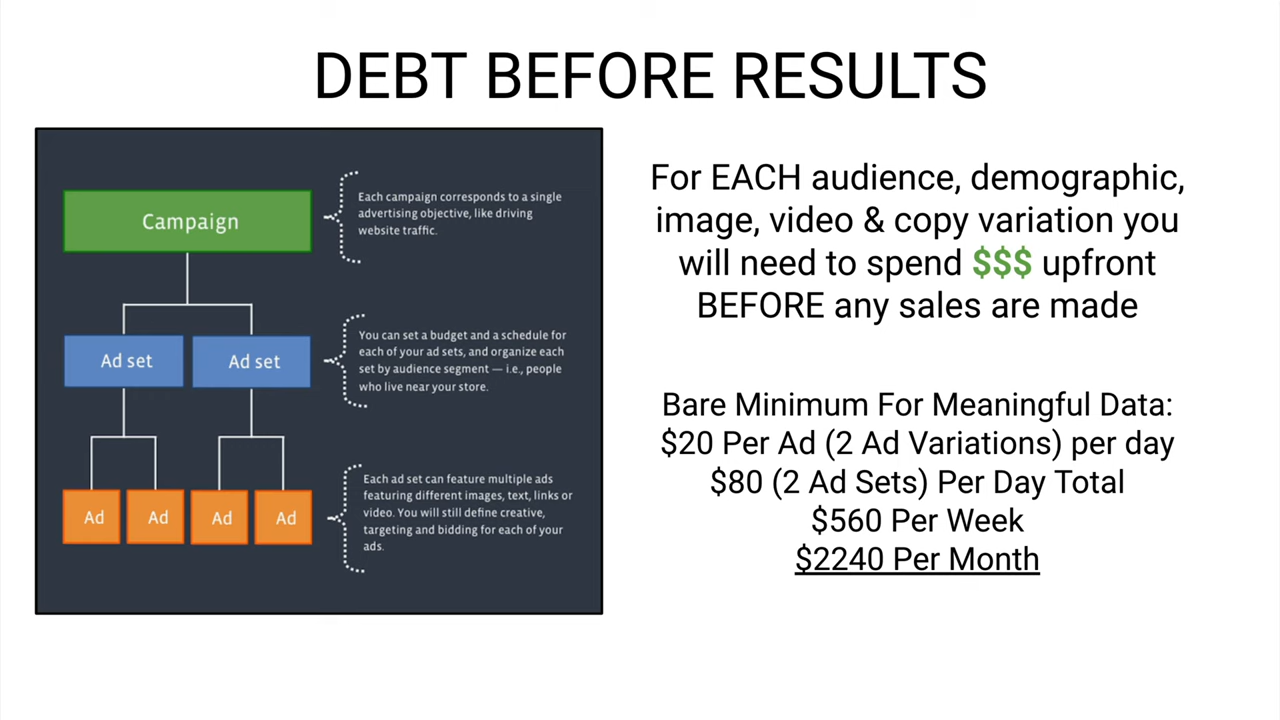 DEBT BEFORE RESULTS
Campaign
Each campaign corresponds to a single
advertising objective, like driving
website traffic.
Ad set
Ad set
You can set a budget and a schedule for
each of your ad sets, and organize each
set by audience segment — i.e., people
who live near your store.
Ad
Ad
Ad
Ad
Each ad set can feature multiple ads
featuring different images, text, links or
video. You will still define creative,
targeting and bidding for each of your
ads.
For EACH audience, demographic,
image, video & copy variation you
will need to spend $$$ upfront
BEFORE any sales are made
Bare Minimum For Meaningful Data:
$20 Per Ad (2 Ad Variations) per day
$80 (2 Ad Sets) Per Day Total
$560 Per Week
$2240 Per Month